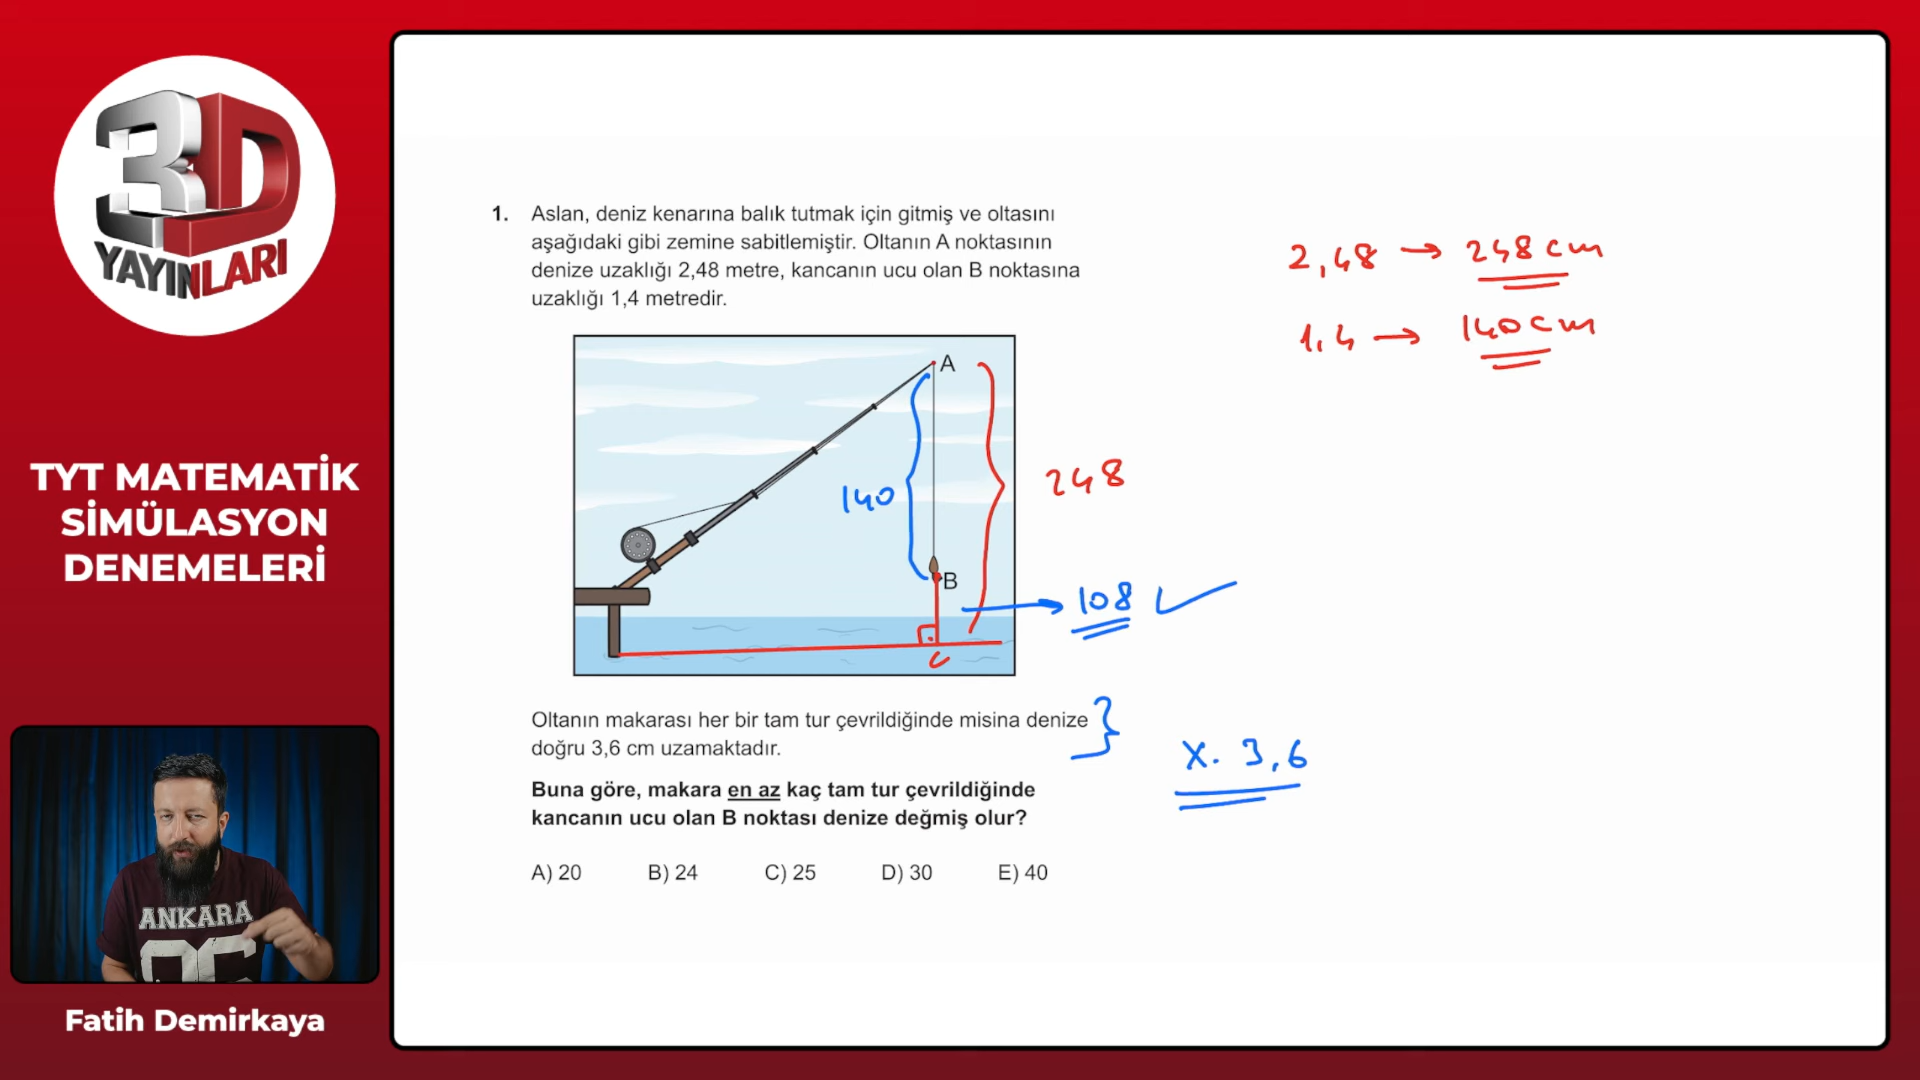 3D
YAYINLARI
TYT MATEMATİK
SİMÜLASYON
DENEMELERİ
ANKARA
06
Fatih Demirkaya
1. Aslan, deniz kenarına balık tutmak için gitmiş ve oltasını
aşağıdaki gibi zemine sabitlemiştir. Oltanın A noktasının
denize uzaklığı 2,48 metre, kancanın ucu olan B noktasına
uzaklığı 1,4 metredir.
2,48 → 248 cm
1,4 → 140 cm
A
140
248
B
108
C
Oltanın makarası her bir tam tur çevrildiğinde misina denize
doğru 3,6 cm uzamaktadır.
x. 3,6
Buna göre, makara en az kaç tam tur çevrildiğinde
kancanın ucu olan B noktası denize değmiş olur?
A) 20 B) 24 C) 25 D) 30 E) 40